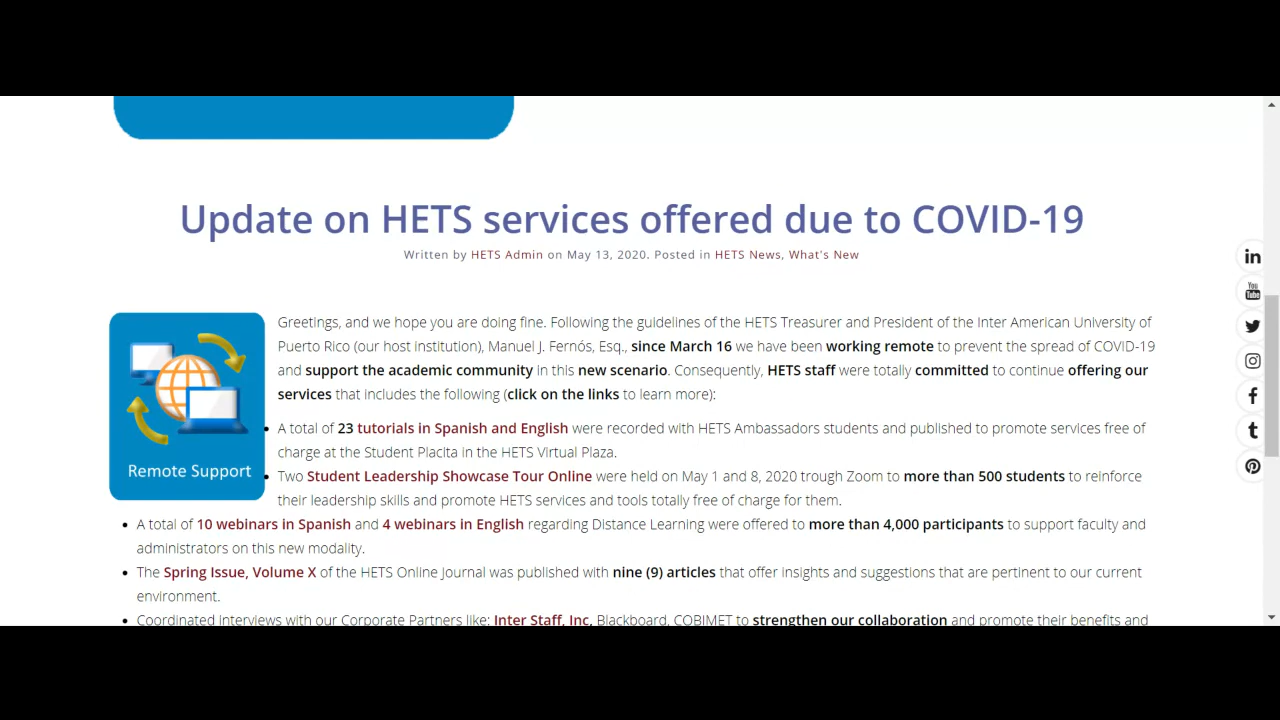 Update on HETS services offered due to COVID-19
Written by HETS Admin on May 13, 2020. Posted in HETS News, What's New
Greetings, and we hope you are doing fine. Following the guidelines of the HETS Treasurer and President of the Inter American University of
Puerto Rico (our host institution), Manuel J. Fernós, Esq., since March 16 we have been working remote to prevent the spread of COVID-19
and support the academic community in this new scenario. Consequently, HETS staff were totally committed to continue offering our
services that includes the following (click on the links to learn more):
A total of 23 tutorials in Spanish and English were recorded with HETS Ambassadors students and published to promote services free of
charge at the Student Placita in the HETS Virtual Plaza.
Remote Support
Two Student Leadership Showcase Tour Online were held on May 1 and 8, 2020 trough Zoom to more than 500 students to reinforce
their leadership skills and promote HETS services and tools totally free of charge for them.
A total of 10 webinars in Spanish and 4 webinars in English regarding Distance Learning were offered to more than 4,000 participants to support faculty and
administrators on this new modality.
The Spring Issue, Volume X of the HETS Online Journal was published with nine (9) articles that offer insights and suggestions that are pertinent to our current
environment.
Coordinated interviews with our Corporate Partners like: Inter Staff, Inc, Blackboard, COBIMET to strengthen our collaboration and promote their benefits and
in
You Tube